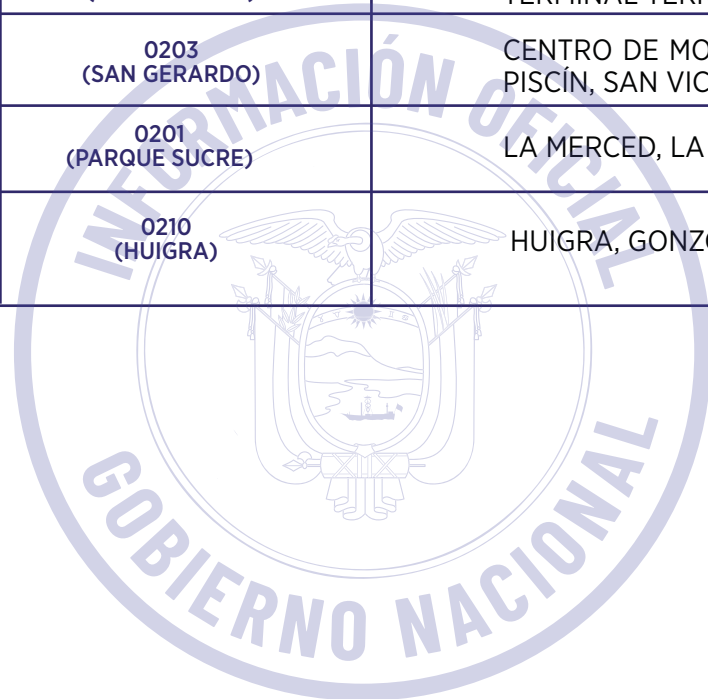 0203
(SAN GERARDO)
CENTRO DE MO
PISCÍN, SAN VIC
0201
(PARQUE SUCRE)
LA MERCED, LA
0210
(HUIGRA)
HUIGRA, GONZ
INFORMACIÓN OFICIAL
GOBIERNO NACIONAL